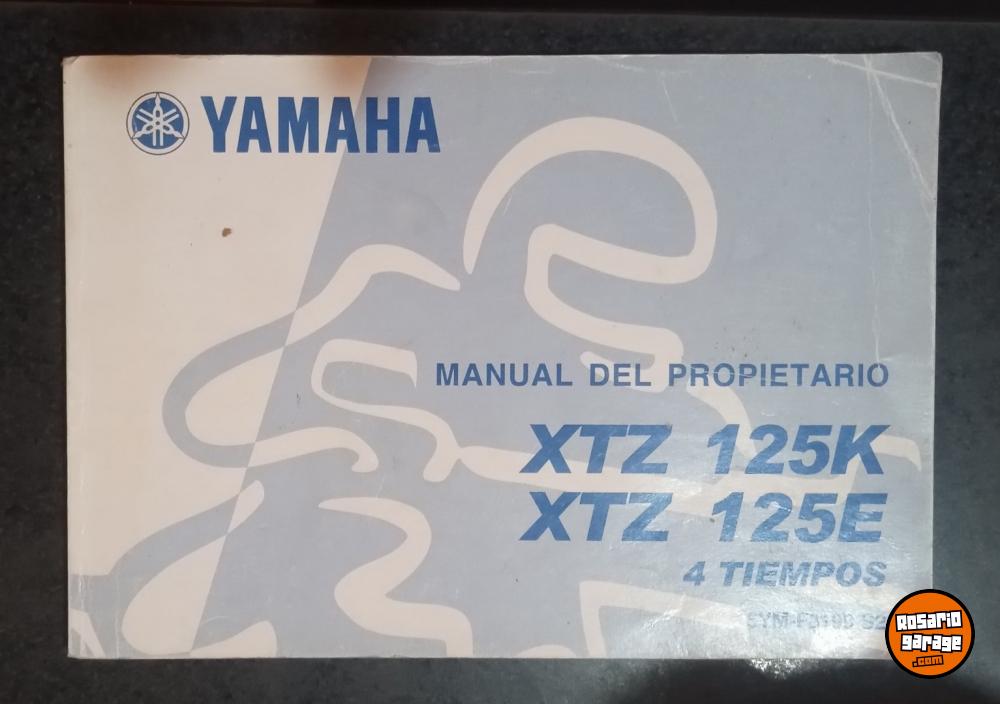 YAMAHA
MANUAL DEL PROPIETARIO
XTZ 125K
XTZ 125E
4 TIEMPOS
Rosario
garage
.com